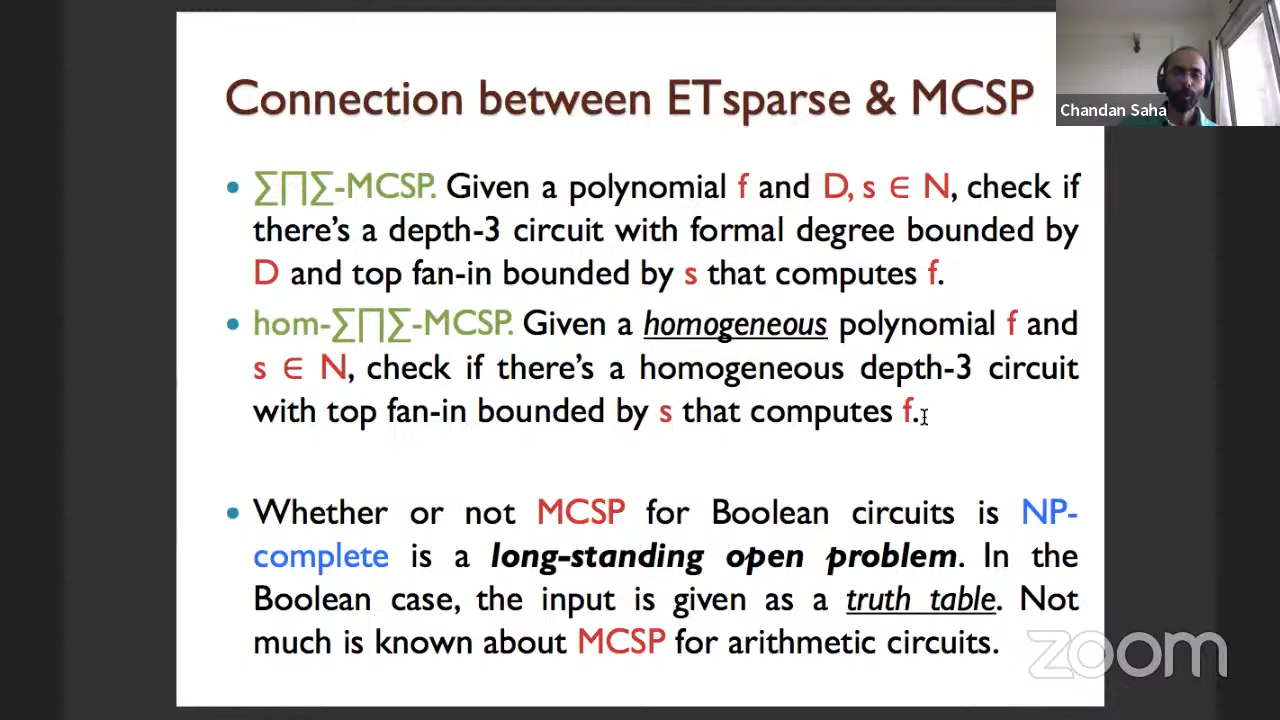 Connection between ETsparse & MCSP
Chandan Saha
• ∑∏∑-MCSP. Given a polynomial f and D, s ∈ N, check if
there's a depth-3 circuit with formal degree bounded by
D and top fan-in bounded by s that computes f.
• hom-∑∏∑-MCSP. Given a homogeneous polynomial f and
s ∈ N, check if there's a homogeneous depth-3 circuit
with top fan-in bounded by s that computes f.
• Whether or not MCSP for Boolean circuits is NP-
complete is a long-standing open problem. In the
Boolean case, the input is given as a truth table. Not
much is known about MCSP for arithmetic circuits.
zoom